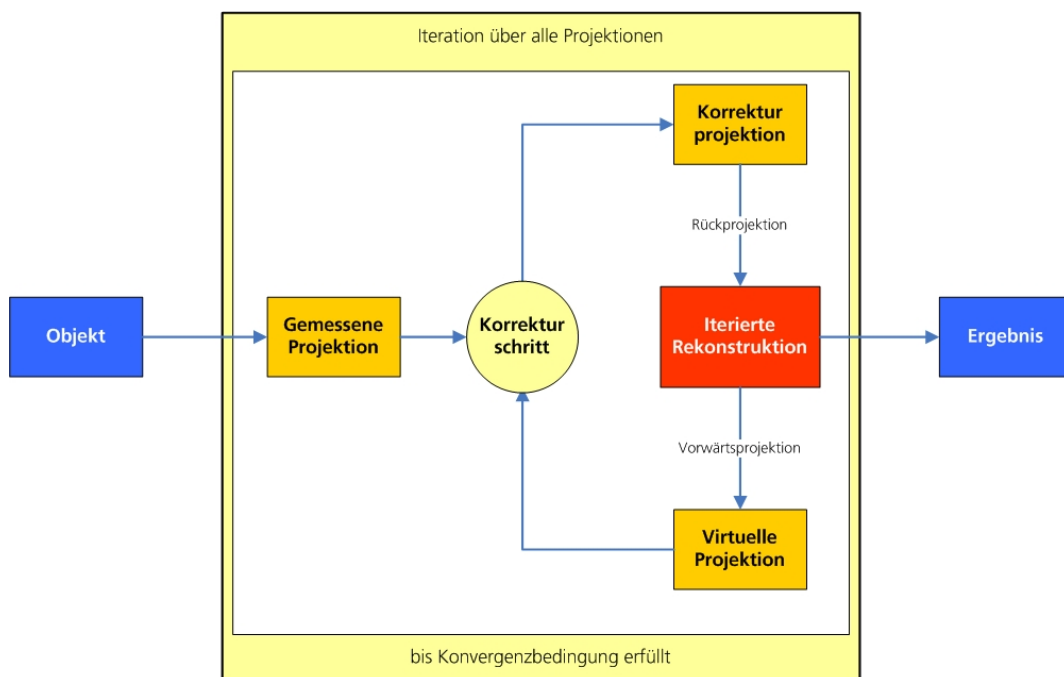 Iteration über alle Projektionen
Korrektur
projektion
Rückprojektion
Objekt
Gemessene
Projektion
Korrektur
schritt
Iterierte
Rekonstruktion
Ergebnis
Vorwärtsprojektion
Virtuelle
Projektion
bis Konvergenzbedingung erfüllt